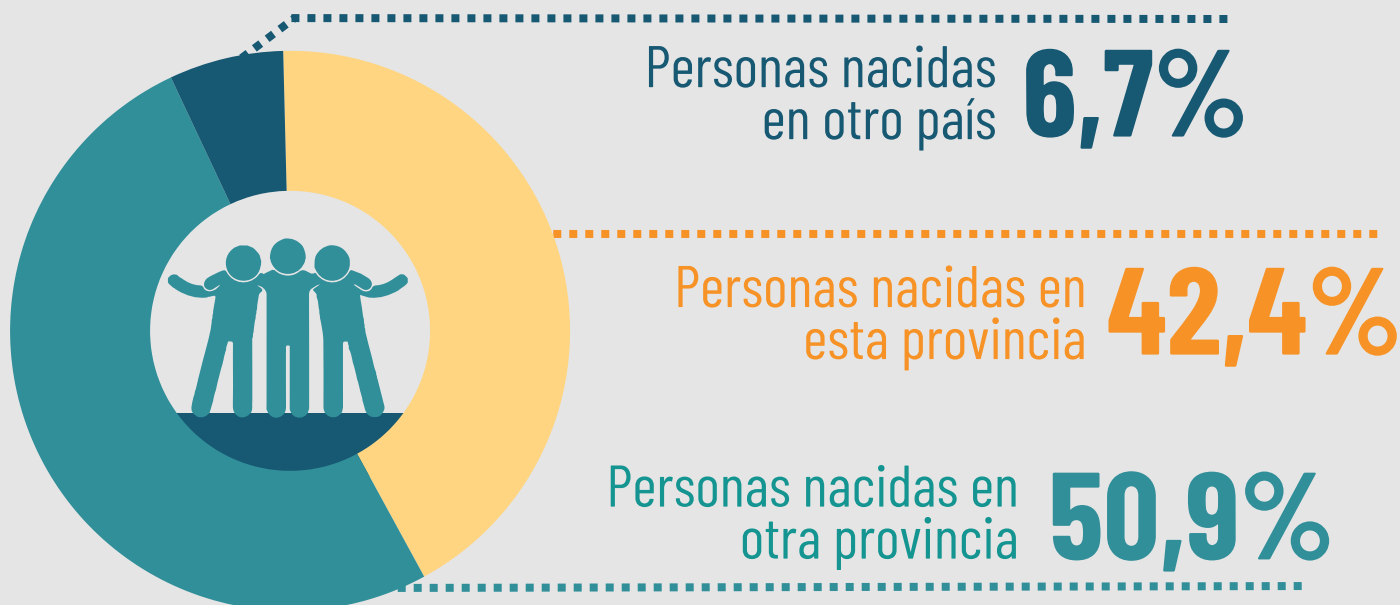 Personas nacidas
en otro país
6,7%
Personas nacidas en
esta provincia
42,4%
Personas nacidas en
otra provincia
50,9%